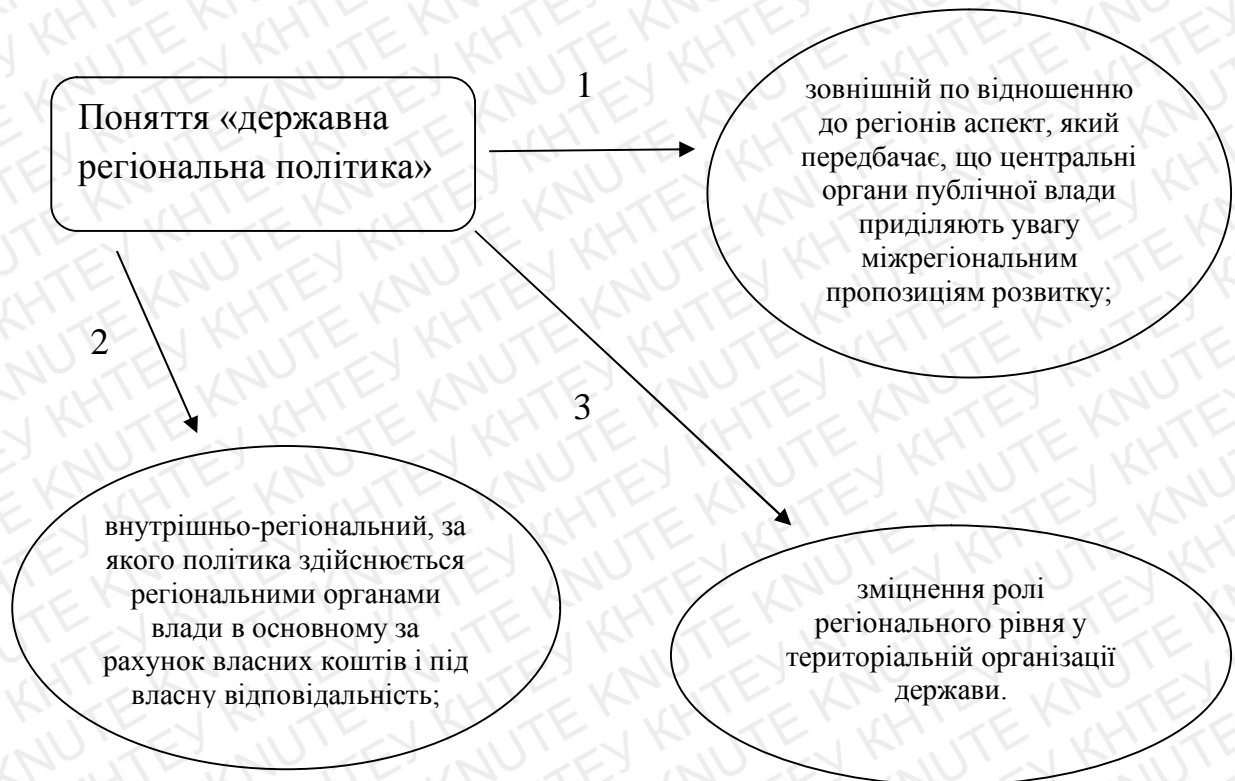 Поняття «державна
регіональна політика»
1
зовнішній по відношенню
до регіонів аспект, який
передбачає, що центральні
органи публічної влади
приділяють увагу
міжрегіональним
пропозиціям розвитку;
2
внутрішньо-регіональний, за
якого політика здійснюється
регіональними органами
влади в основному за
рахунок власних коштів і під
власну відповідальність;
3
зміцнення ролі
регіонального рівня у
територіальній організації
держави.